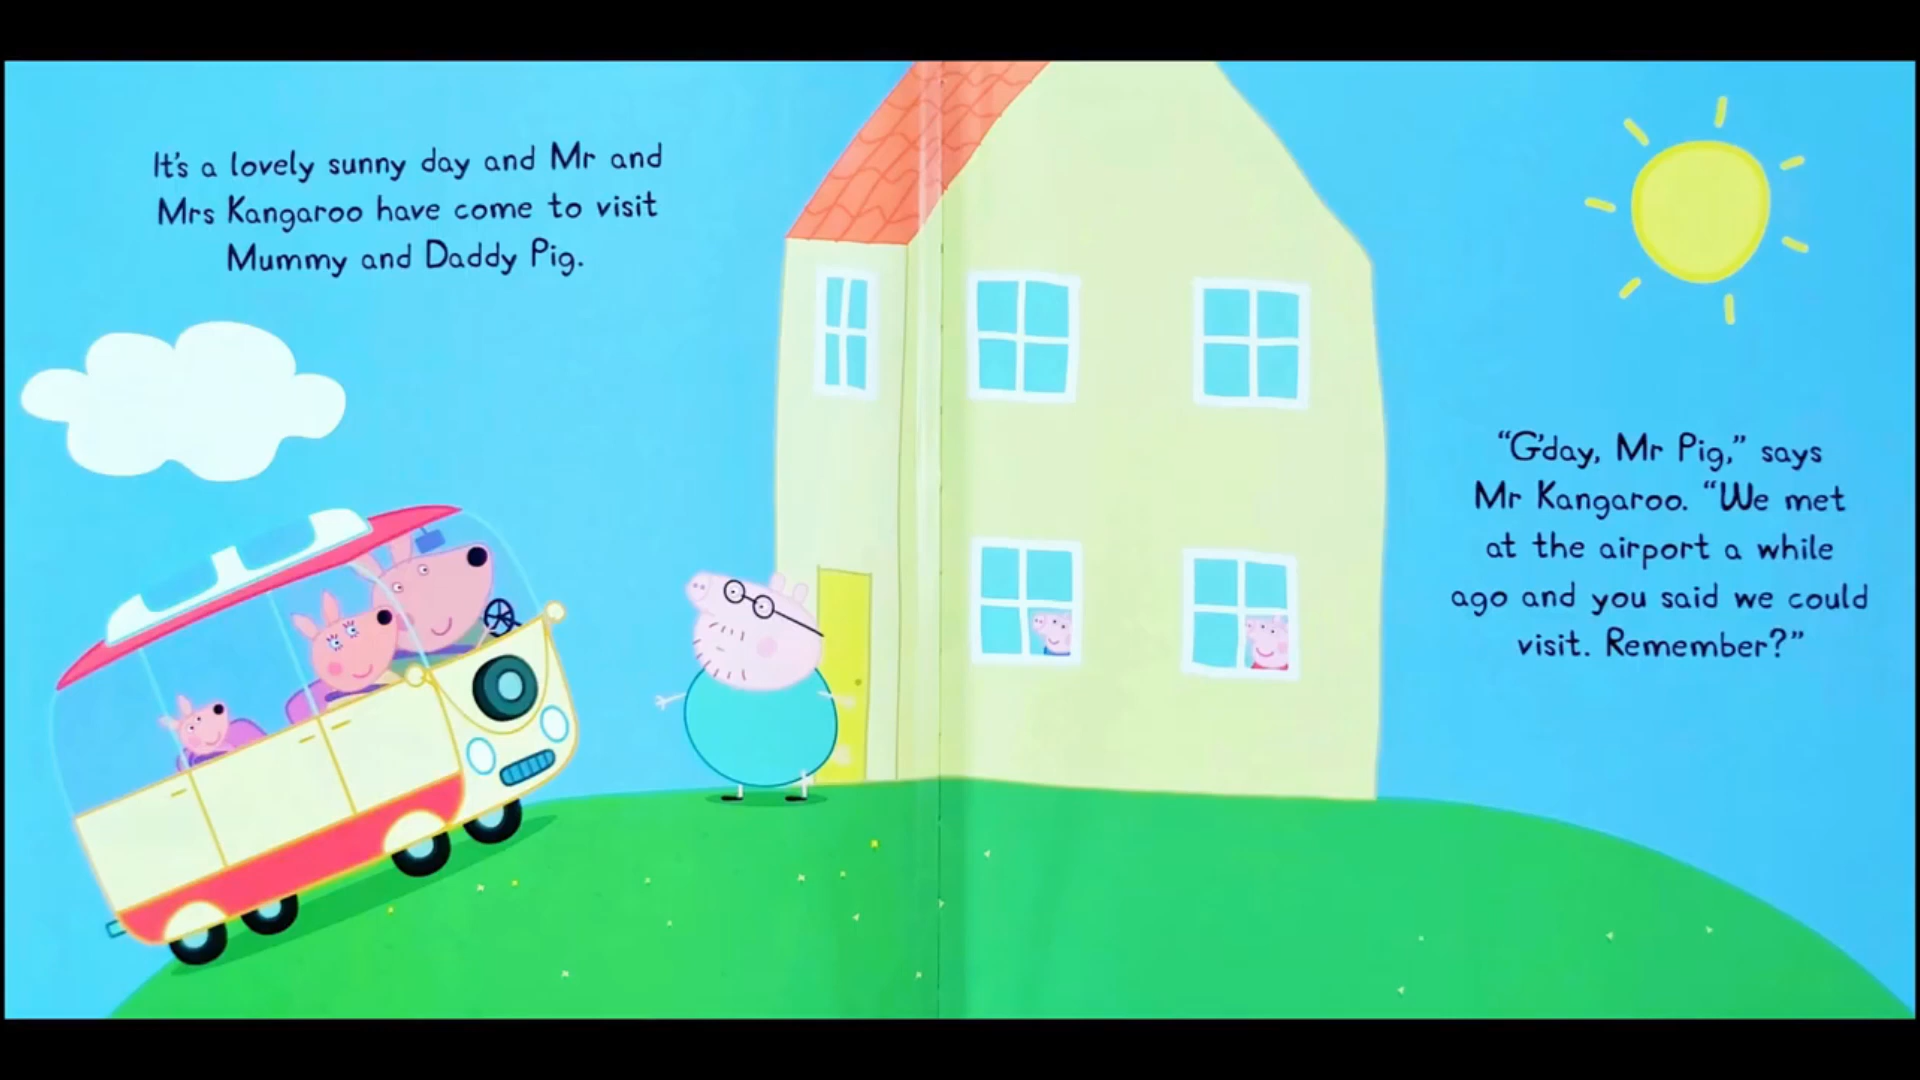 It's a lovely sunny day and Mr and
Mrs Kangaroo have come to visit
Mummy and Daddy Pig.
“G'day, Mr Pig,” says
Mr Kangaroo. “We met
at the airport a while
ago and you said we could
visit. Remember?”